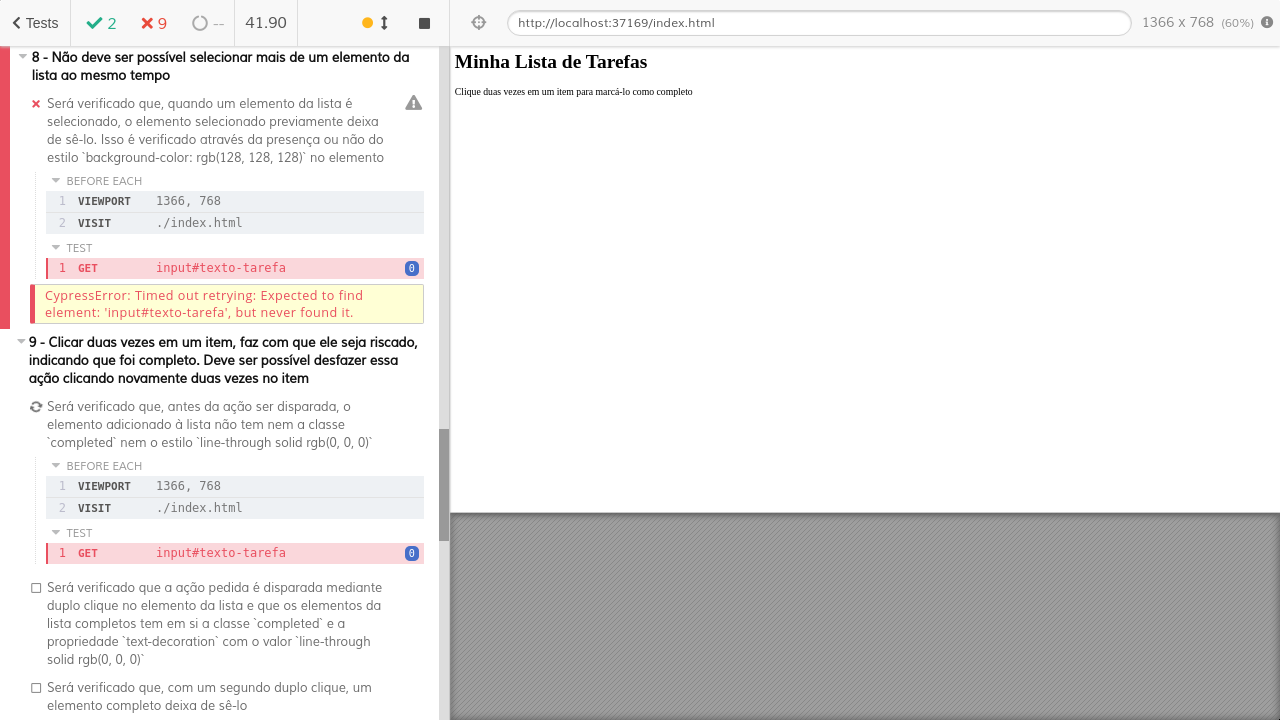 Tests 2 9 -- 41.90
http://localhost:37169/index.html 1366 x 768 (60%)
8 - Não deve ser possível selecionar mais de um elemento da
lista ao mesmo tempo
Será verificado que, quando um elemento da lista é
selecionado, o elemento selecionado previamente deixa
de sê-lo. Isso é verificado através da presença ou não do
estilo `background-color: rgb(128, 128, 128)` no elemento
BEFORE EACH
1 VIEWPORT 1366, 768
2 VISIT ./index.html
TEST
1 GET input#texto-tarefa 0
CypressError: Timed out retrying: Expected to find
element: 'input#texto-tarefa', but never found it.
9 - Clicar duas vezes em um item, faz com que ele seja riscado,
indicando que foi completo. Deve ser possível desfazer essa
ação clicando novamente duas vezes no item
Será verificado que, antes da ação ser disparada, o
elemento adicionado à lista não tem nem a classe
`completed` nem o estilo `line-through solid rgb(0, 0, 0)`
BEFORE EACH
1 VIEWPORT 1366, 768
2 VISIT ./index.html
TEST
1 GET input#texto-tarefa 0
Será verificado que a ação pedida é disparada mediante
duplo clique no elemento da lista e que os elementos da
lista completos tem em si a classe `completed` e a
propriedade `text-decoration` com o valor `line-through
solid rgb(0, 0, 0)`
Será verificado que, com um segundo duplo clique, um
elemento completo deixa de sê-lo
Minha Lista de Tarefas
Clique duas vezes em um item para marcá-lo como completo